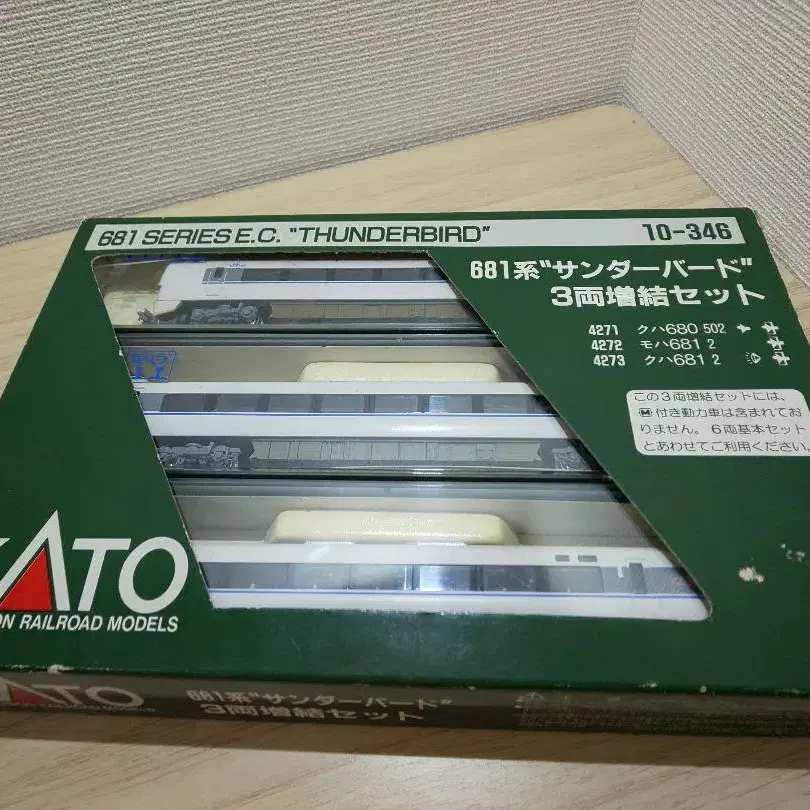 681 SERIES E.C. "THUNDERBIRD"
10-346
681系"サンダーバード"
3両増結セット
4271 クハ680 502
4272 モハ681 2
4273 クハ681 2
この3両増結セットには、
M付き動力車は含まれてお
りません。6両基本セット
とあわせてご利用ください。
KATO
RAILROAD MODELS
KATO
681系"サンダーバード"
3両増結セット